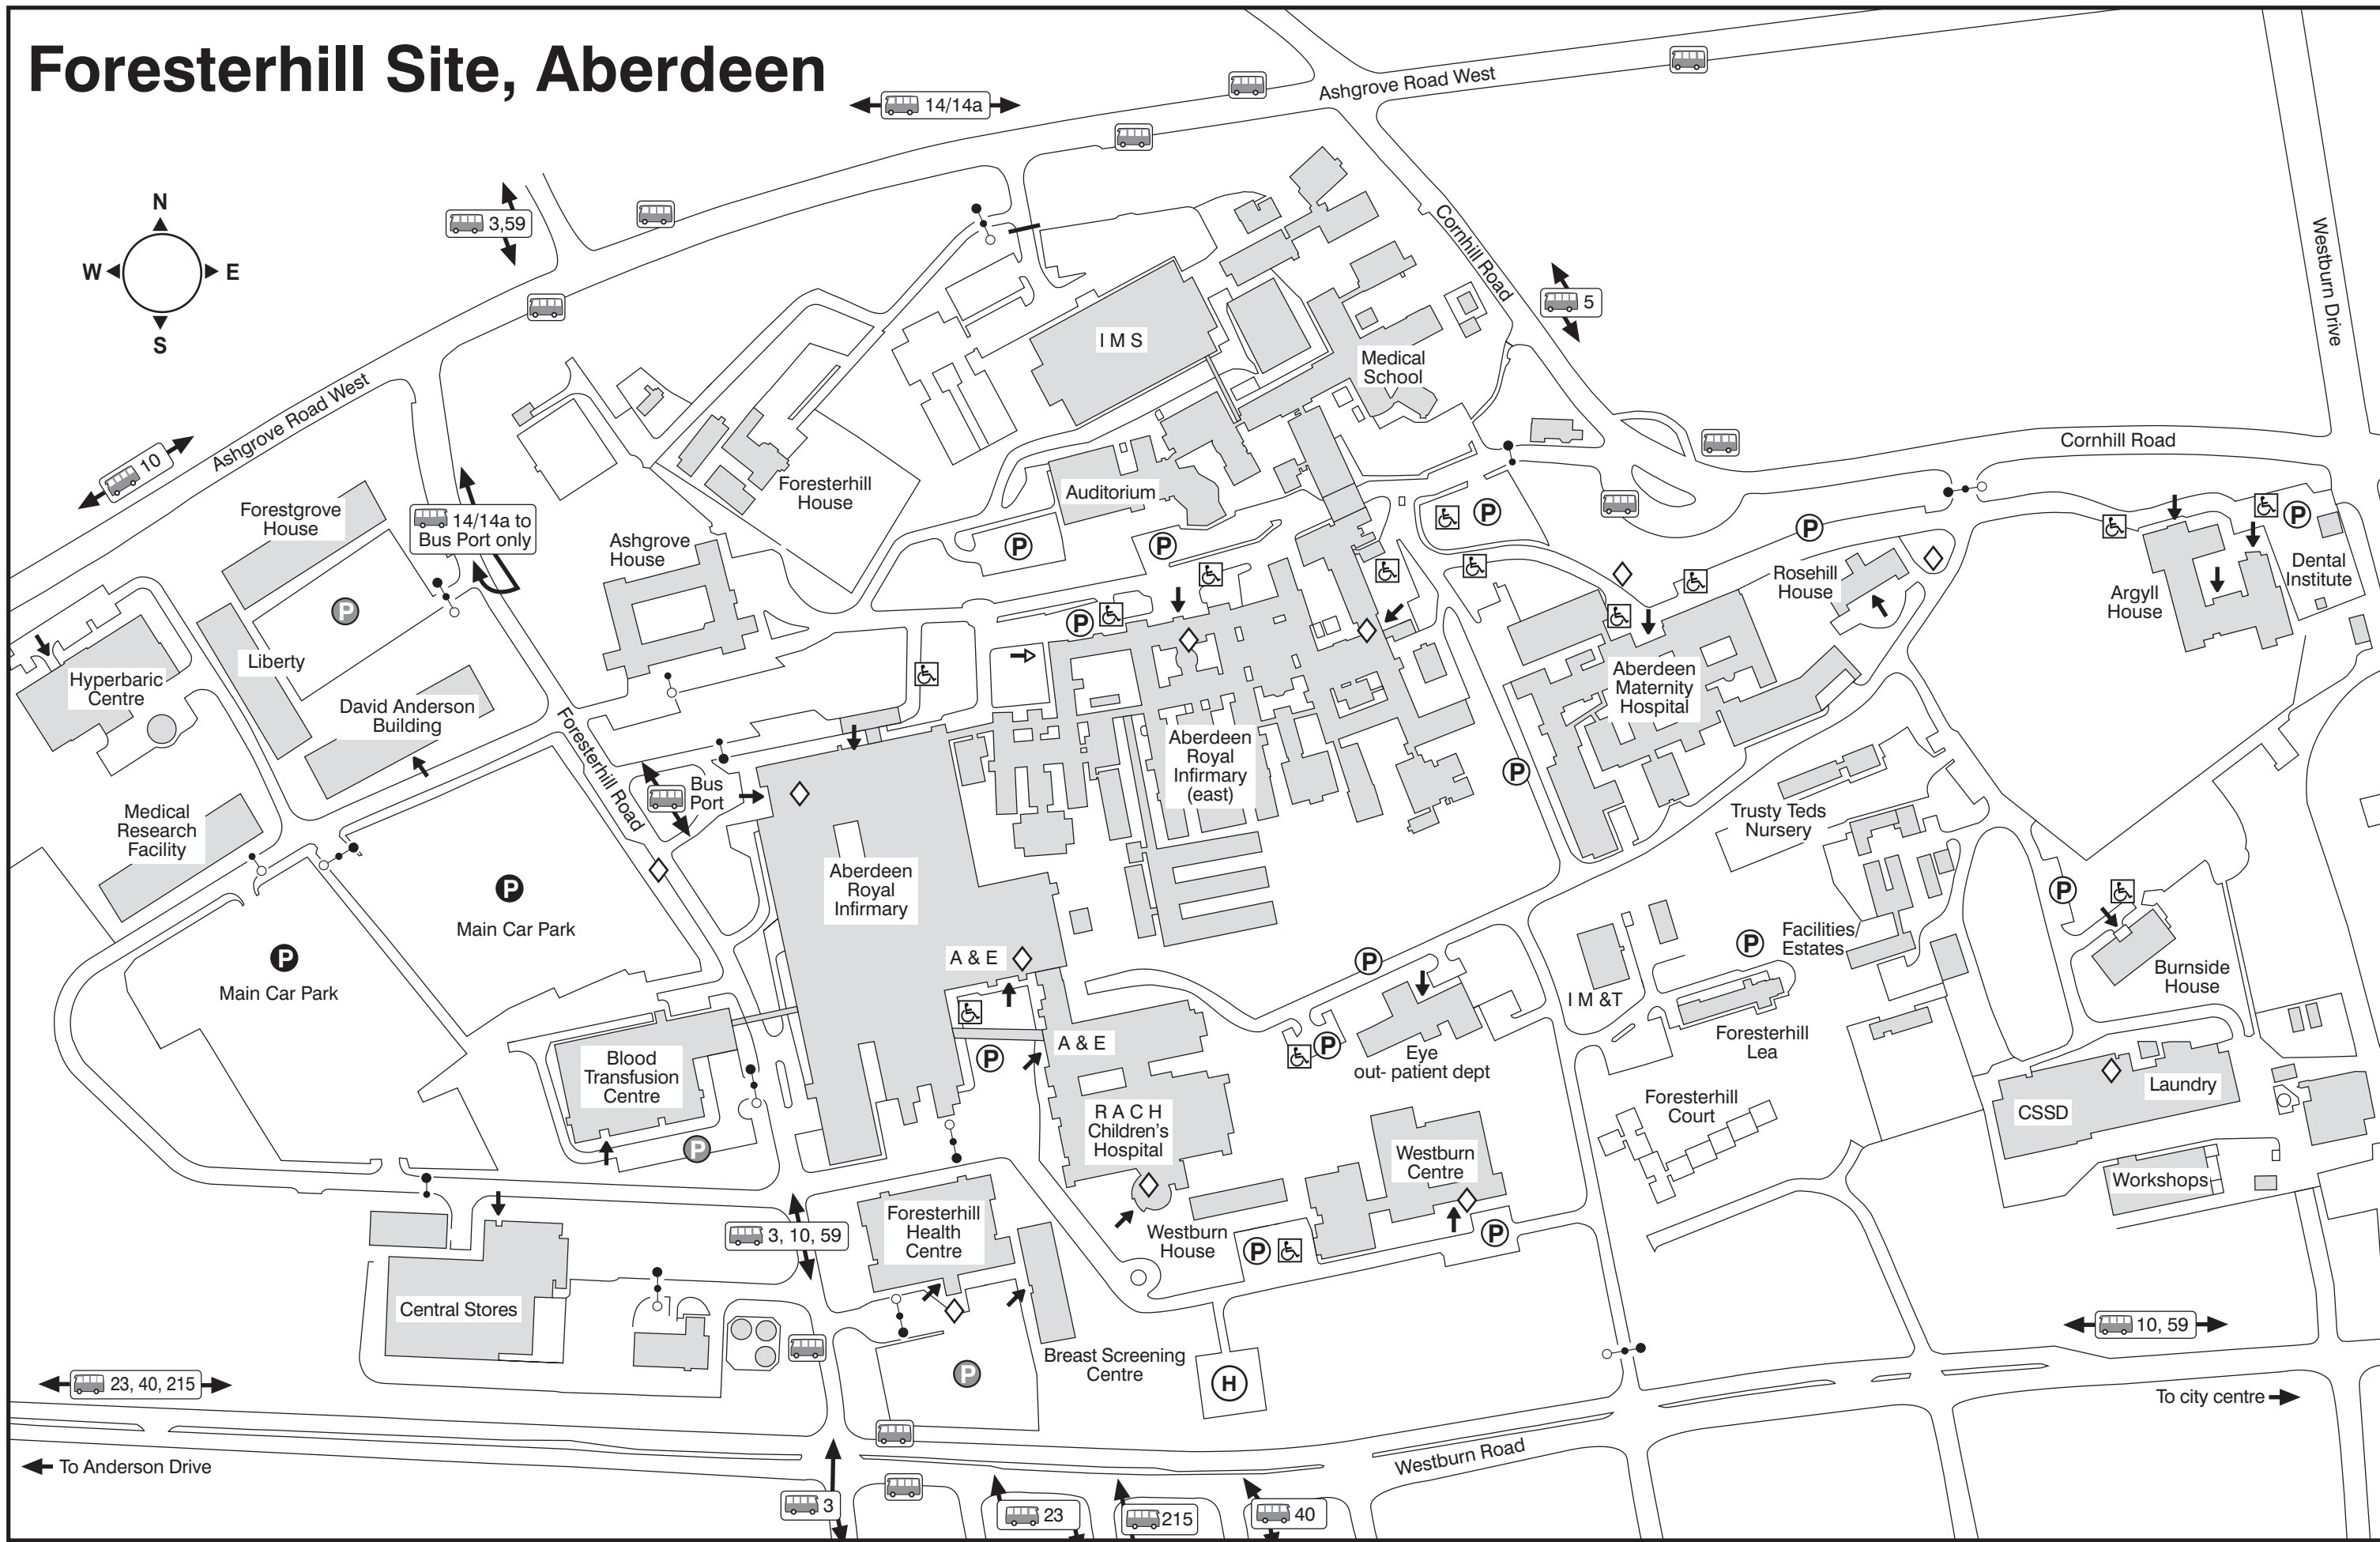 Foresterhill Site, Aberdeen
14/14a
Ashgrove Road West
N
W
E
S
3,59
Cornhill Road
5
Westburn Drive
I M S
Medical
School
Ashgrove Road West
10
Cornhill Road
Forestgrove
House
14/14a to
Bus Port only
Foresterhill
House
Auditorium
P
P
P
P
P
P
Ashgrove
House
Rosehill
House
Argyll
House
Dental
Institute
P
P
Liberty
Hyperbaric
Centre
David Anderson
Building
Foresterhill Road
Aberdeen
Maternity
Hospital
Aberdeen
Royal
Infirmary
(east)
P
Bus
Port
Medical
Research
Facility
Trusty Teds
Nursery
P
Main Car Park
Aberdeen
Royal
Infirmary
P
Facilities
Estates
P
P
Main Car Park
A & E
P
Burnside
House
I M &T
Foresterhill
Lea
A & E
P
P
Eye
out- patient dept
Blood
Transfusion
Centre
P
Foresterhill
Court
CSSD
Laundry
R A C H
Children's
Hospital
Westburn
Centre
Workshops
3, 10, 59
Foresterhill
Health
Centre
Westburn
House
P
P
Central Stores
10, 59
Breast Screening
Centre
P
H
23, 40, 215
To city centre
To Anderson Drive
Westburn Road
3
23
215
40